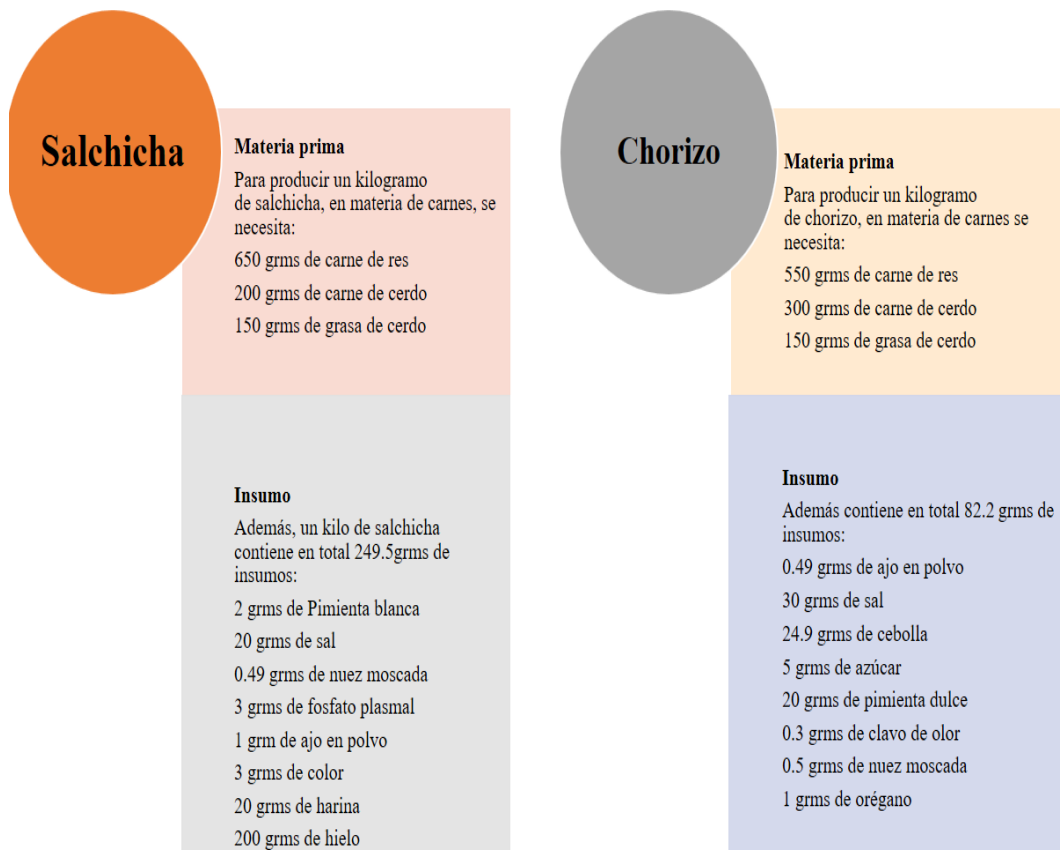 Salchicha
Materia prima
Para producir un kilogramo
de salchicha, en materia de carnes, se
necesita:
650 grms de carne de res
200 grms de carne de cerdo
150 grms de grasa de cerdo
Insumo
Además, un kilo de salchicha
contiene en total 249.5grms de
insumos:
2 grms de Pimienta blanca
20 grms de sal
0.49 grms de nuez moscada
3 grms de fosfato plasmal
1 grm de ajo en polvo
3 grms de color
20 grms de harina
200 grms de hielo
Chorizo
Materia prima
Para producir un kilogramo
de chorizo, en materia de carnes se
necesita:
550 grms de carne de res
300 grms de carne de cerdo
150 grms de grasa de cerdo
Insumo
Además contiene en total 82.2 grms de
insumos:
0.49 grms de ajo en polvo
30 grms de sal
24.9 grms de cebolla
5 grms de azúcar
20 grms de pimienta dulce
0.3 grms de clavo de olor
0.5 grms de nuez moscada
1 grms de orégano